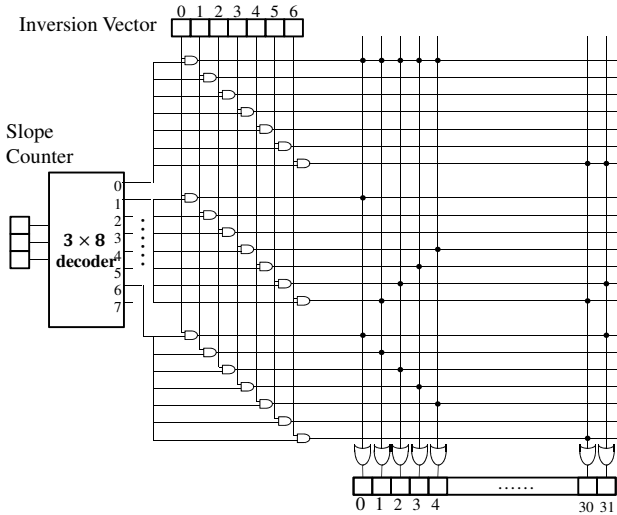 0 1 2 3 4 5 6
Inversion Vector
Slope
Counter
0
1
2
3
4
5
6
7
3 × 8
decoder
......
0 1 2 3 4 30 31